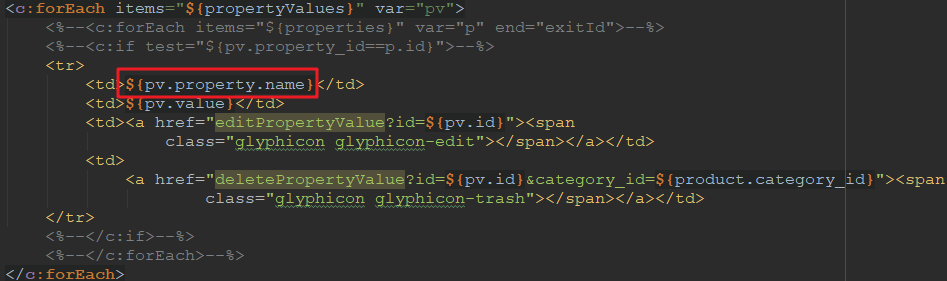 <c:forEach items="${propertyValues}" var="pv">
<%--<c:forEach items="${properties}" var="p" end="exitId">--%>
<%--<c:if test="${pv.property_id==p.id}">--%>
<tr>
<td>${pv.property.name}</td>
<td>${pv.value}</td>
<td><a href="editPropertyValue?id=${pv.id}"><span
class="glyphicon glyphicon-edit"></span></a></td>
<td>
<a href="deletePropertyValue?id=${pv.id}&category_id=${product.category_id}"><span
class="glyphicon glyphicon-trash"></span></a></td>
</tr>
<%--</c:if>--%>
<%--</c:forEach>--%>
</c:forEach>